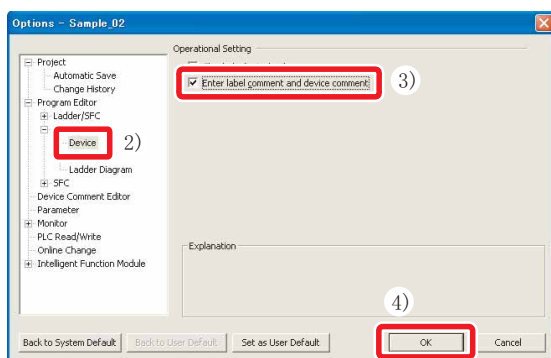 Options - Sample_02
Operational Setting
Project
Automatic Save
Change History
Enter label comment and device comment
3)
Program Editor
Ladder/SFC
Device
2)
Ladder Diagram
SFC
Device Comment Editor
Parameter
Monitor
PLC Read/Write
Online Change
Intelligent Function Module
Explanation
4)
Back to System Default
Back to User Default
Set as User Default
OK
Cancel